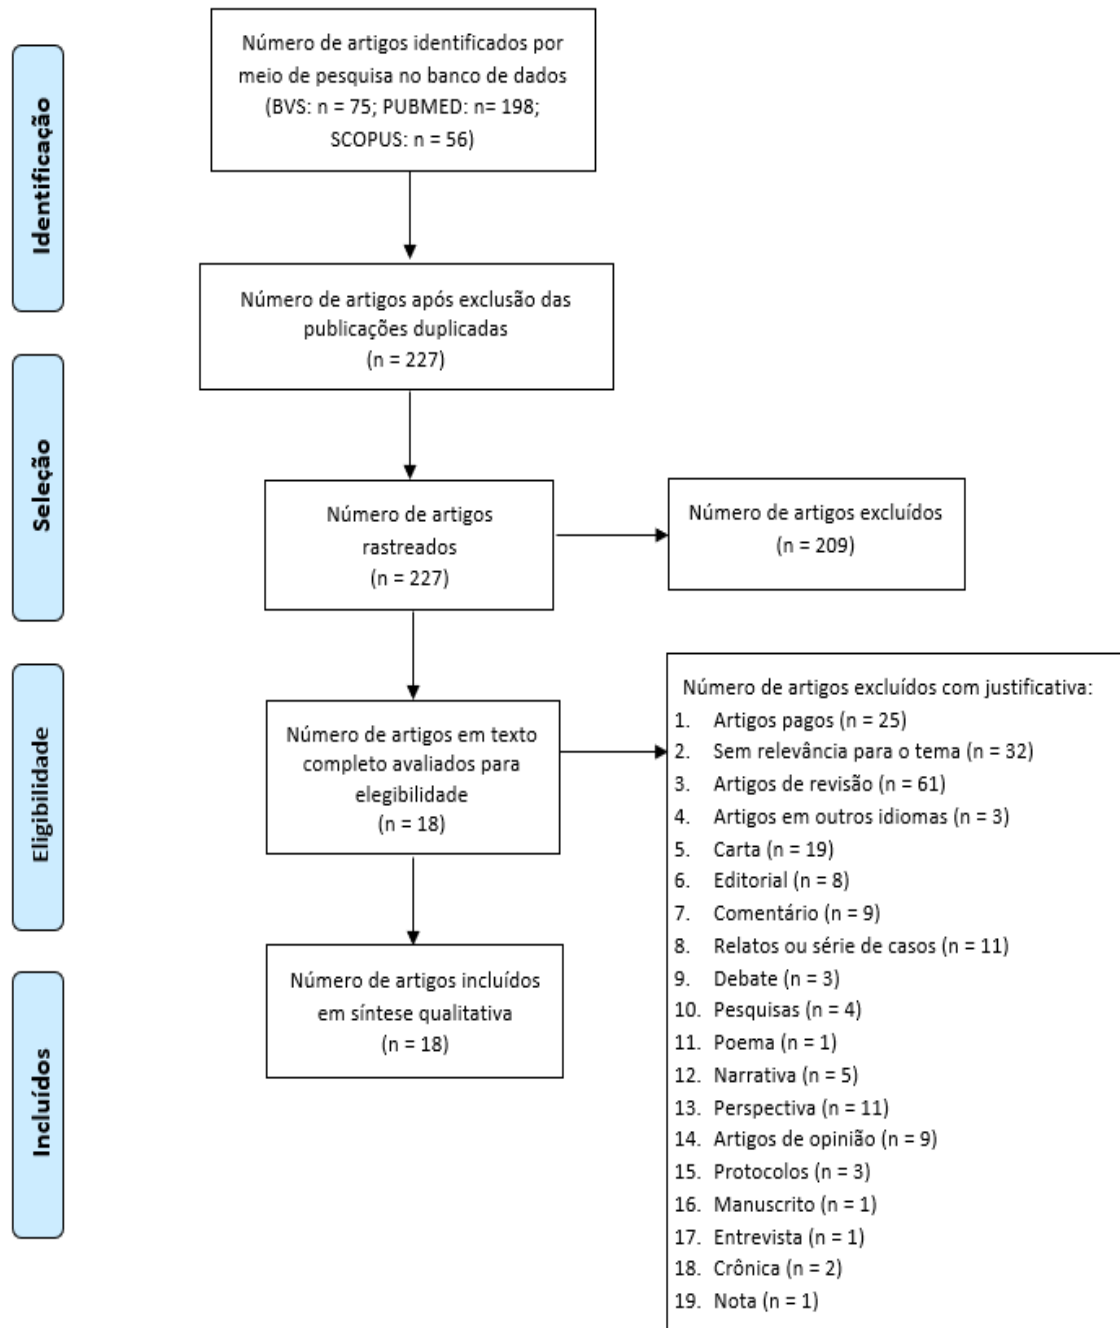 Identificação
Número de artigos identificados por
meio de pesquisa no banco de dados
(BVS: n = 75; PUBMED: n= 198;
SCOPUS: n = 56)
Número de artigos após exclusão das
publicações duplicadas
(n = 227)
Seleção
Número de artigos
rastreados
(n = 227)
Número de artigos excluídos
(n = 209)
Eligibilidade
Número de artigos em texto
completo avaliados para
elegibilidade
(n = 18)
Número de artigos excluídos com justificativa:
1. Artigos pagos (n = 25)
2. Sem relevância para o tema (n = 32)
3. Artigos de revisão (n = 61)
4. Artigos em outros idiomas (n = 3)
5. Carta (n = 19)
6. Editorial (n = 8)
7. Comentário (n = 9)
8. Relatos ou série de casos (n = 11)
9. Debate (n = 3)
10. Pesquisas (n = 4)
11. Poema (n = 1)
12. Narrativa (n = 5)
13. Perspectiva (n = 11)
14. Artigos de opinião (n = 9)
15. Protocolos (n = 3)
16. Manuscrito (n = 1)
17. Entrevista (n = 1)
18. Crônica (n = 2)
19. Nota (n = 1)
Incluídos
Número de artigos incluídos
em síntese qualitativa
(n = 18)